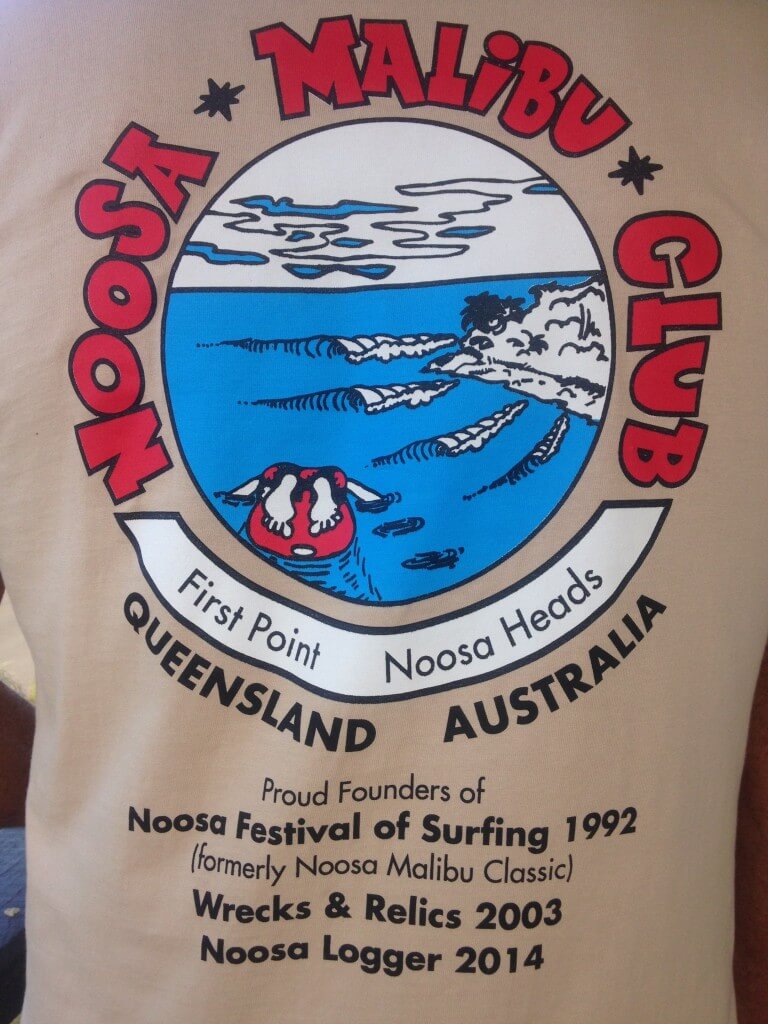 NOOSA * MALiBU * CLUB
First Point Noosa Heads
QUEENSLAND AUSTRALIA
Proud Founders of
Noosa Festival of Surfing 1992
(formerly Noosa Malibu Classic)
Wrecks & Relics 2003
Noosa Logger 2014